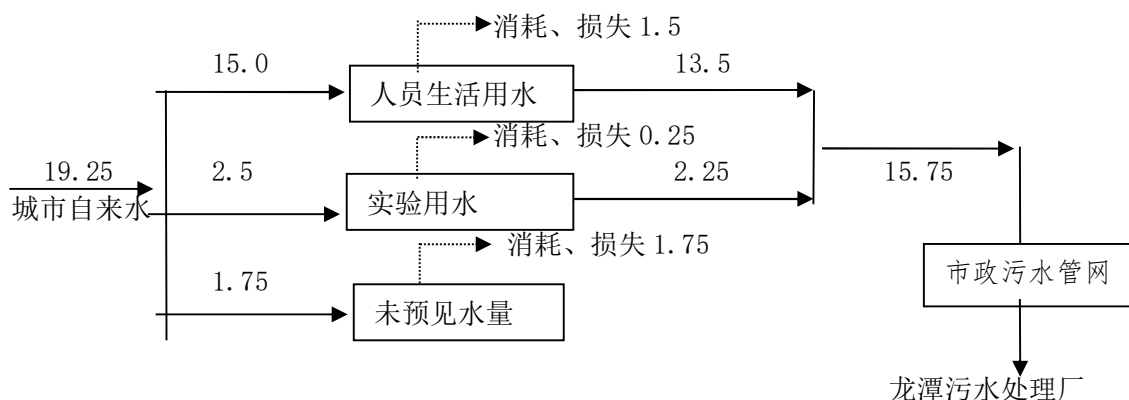 消耗、损失 1.5
15.0
人员生活用水
13.5
消耗、损失 0.25
19.25
城市自来水
2.5
实验用水
2.25
15.75
消耗、损失 1.75
1.75
未预见水量
市政污水管网
龙潭污水处理厂